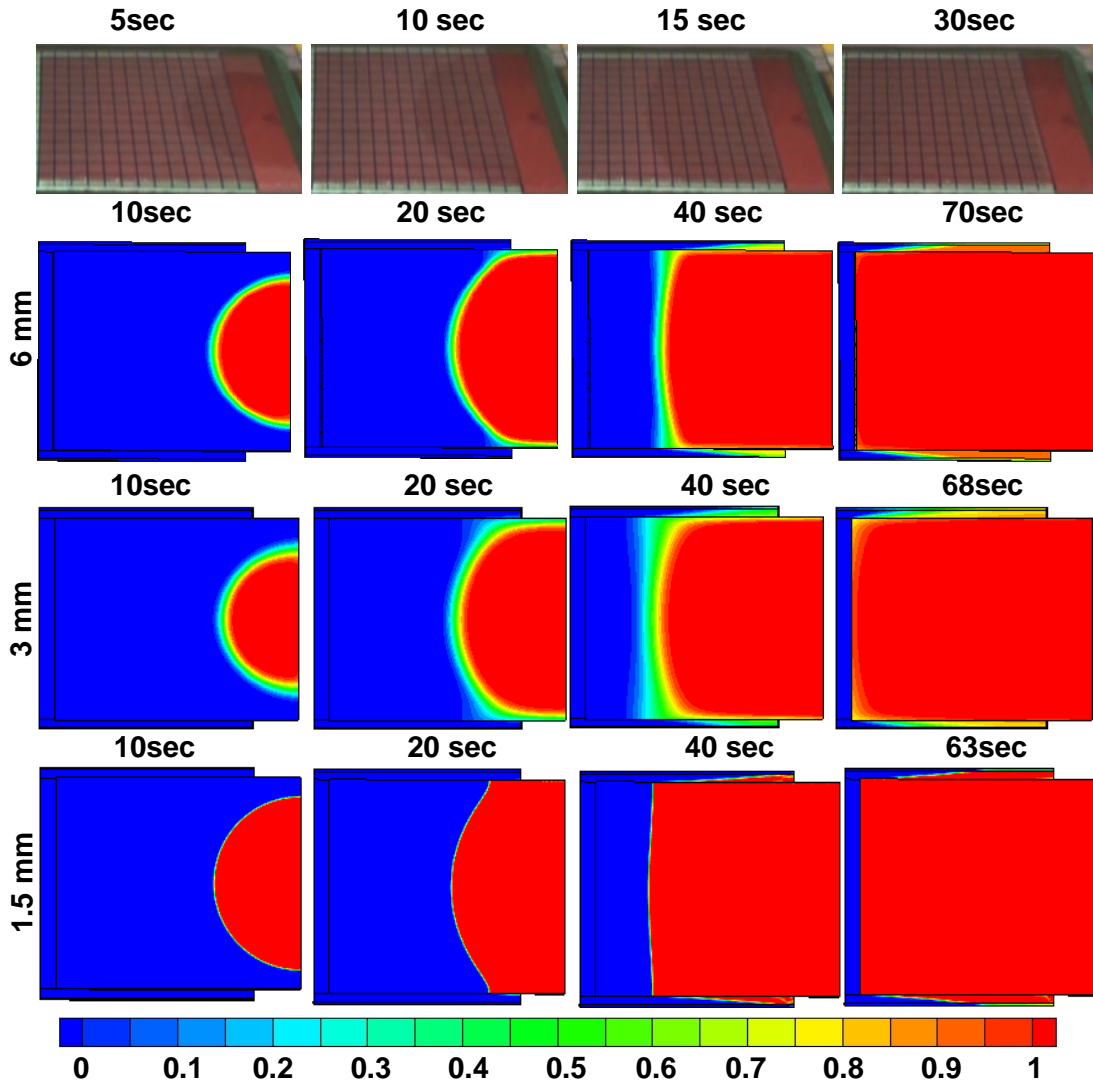 5sec 10 sec 15 sec 30sec
10sec 20 sec 40 sec 70sec
6 mm
10sec 20 sec 40 sec 68sec
3 mm
10sec 20 sec 40 sec 63sec
1.5 mm
0 0.1 0.2 0.3 0.4 0.5 0.6 0.7 0.8 0.9 1